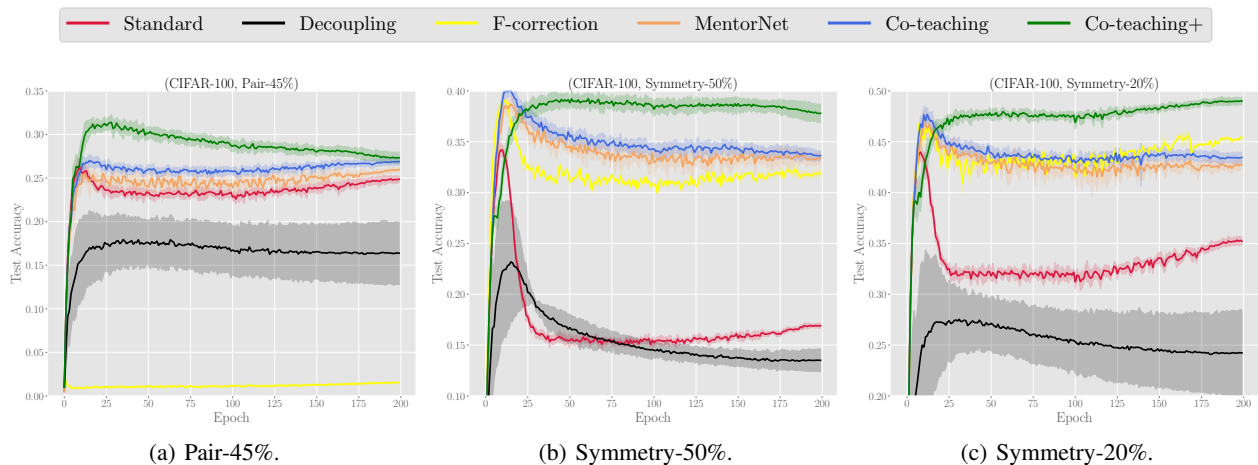 Standard Decoupling F-correction MentorNet Co-teaching Co-teaching+
(CIFAR-100, Pair-45%)
0.35
0.30
0.25
0.20
0.15
0.10
0.05
0.00
Test Accuracy
0 25 50 75 100 125 150 175 200
Epoch
(a) Pair-45%.
(CIFAR-100, Symmetry-50%)
0.40
0.35
0.30
0.25
0.20
0.15
0.10
Test Accuracy
0 25 50 75 100 125 150 175 200
Epoch
(b) Symmetry-50%.
(CIFAR-100, Symmetry-20%)
0.50
0.45
0.40
0.35
0.30
0.25
0.20
Test Accuracy
0 25 50 75 100 125 150 175 200
Epoch
(c) Symmetry-20%.